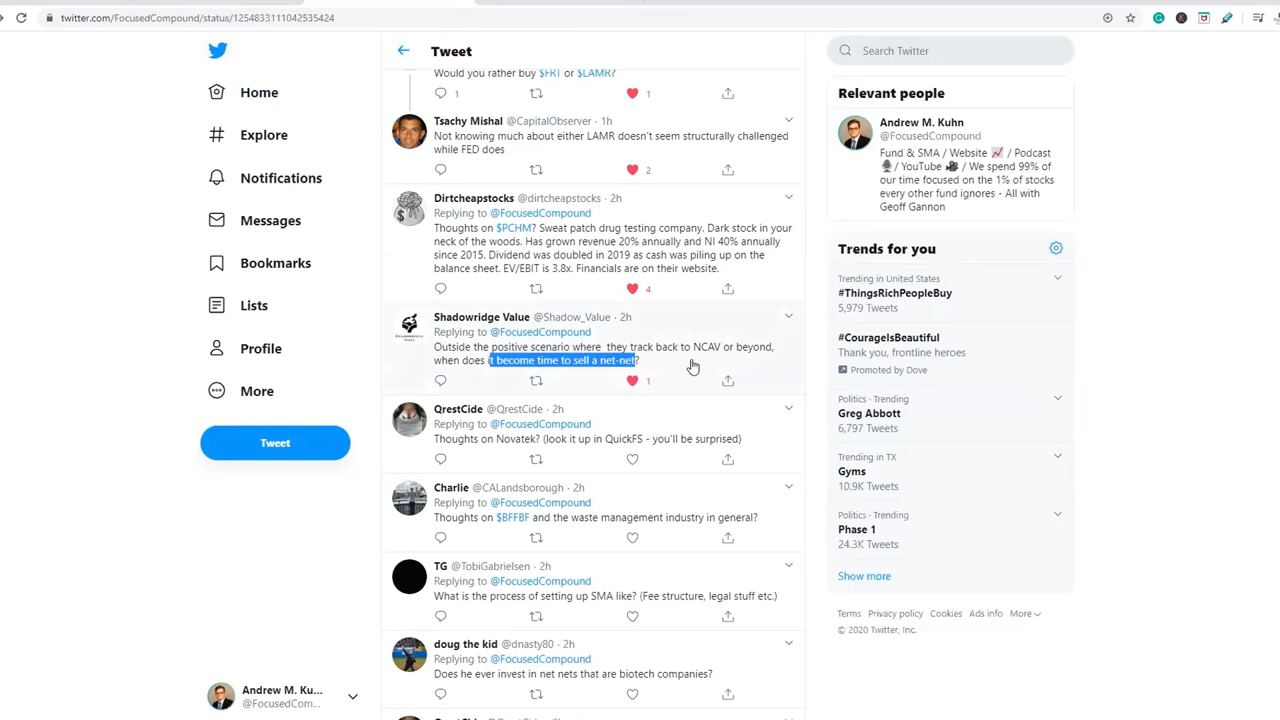 twitter.com/FocusedCompound/status/1254833111042535424
Home
Explore
Notifications
Messages
Bookmarks
Lists
Profile
More
Tweet
Andrew M. Ku...
@FocusedCom...
Tweet
Would you rather buy $FRT or $LAMR?
1
1
Tsachy Mishal @CapitalObserver · 1h
Not knowing much about either LAMR doesn't seem structurally challenged
while FED does
2
Dirtcheapstocks @dirtcheapstocks · 2h
Replying to @FocusedCompound
Thoughts on $PCHM? Sweat patch drug testing company. Dark stock in your
neck of the woods. Has grown revenue 20% annually and NI 40% annually
since 2015. Dividend was doubled in 2019 as cash was piling up on the
balance sheet. EV/EBIT is 3.8x. Financials are on their website.
4
Shadowridge Value @Shadow_Value · 2h
Replying to @FocusedCompound
Outside the positive scenario where they track back to NCAV or beyond,
when does it become time to sell a net-net?
1
QrestCide @QrestCide · 2h
Replying to @FocusedCompound
Thoughts on Novatek? (look it up in QuickFS - you'll be surprised)
Charlie @CALandsborough · 2h
Replying to @FocusedCompound
Thoughts on $BFFBF and the waste management industry in general?
TG @TobiGabrielsen · 2h
Replying to @FocusedCompound
What is the process of setting up SMA like? (Fee structure, legal stuff etc.)
doug the kid @dnasty80 · 2h
Replying to @FocusedCompound
Does he ever invest in net nets that are biotech companies?
Search Twitter
Relevant people
Andrew M. Kuhn
@FocusedCompound
Fund & SMA / Website 📈 / Podcast
🎙/ YouTube 🎥 / We spend 99% of
our time focused on the 1% of stocks
every other fund ignores - All with
Geoff Gannon
Trends for you
Trending in United States
#ThingsRichPeopleBuy
5,979 Tweets
#CourageIsBeautiful
Thank you, frontline heroes
Promoted by Dove
Politics · Trending
Greg Abbott
6,797 Tweets
Trending in TX
Gyms
10.9K Tweets
Politics · Trending
Phase 1
24.3K Tweets
Show more
Terms Privacy policy Cookies Ads info More
© 2020 Twitter, Inc.